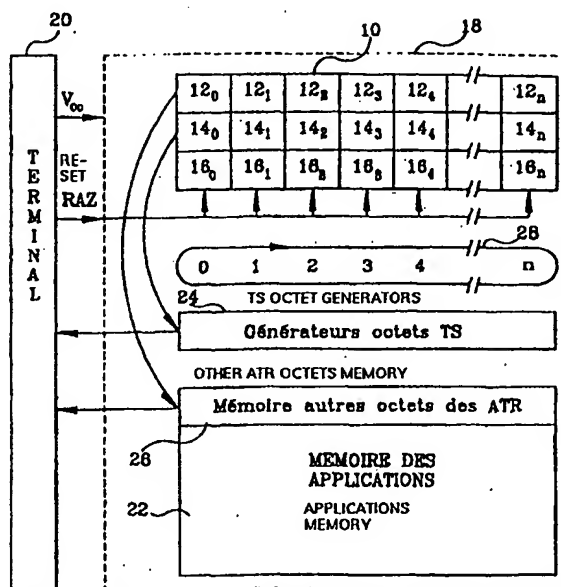 20
10
18
V∞
TERMINAL
RE-
SET
RAZ
12₀ 12₁ 12₂ 12₃ 12₄ 12ₙ
14₀ 14₁ 14₂ 14₃ 14₄ 14ₙ
16₀ 16₁ 16₂ 16₃ 16₄ 16ₙ
28
0 1 2 3 4 n
24
TS OCTET GENERATORS
Générateurs octets TS
OTHER ATR OCTETS MEMORY
Mémoire autres octets des ATR
26
MEMOIRE DES
APPLICATIONS
22
APPLICATIONS
MEMORY